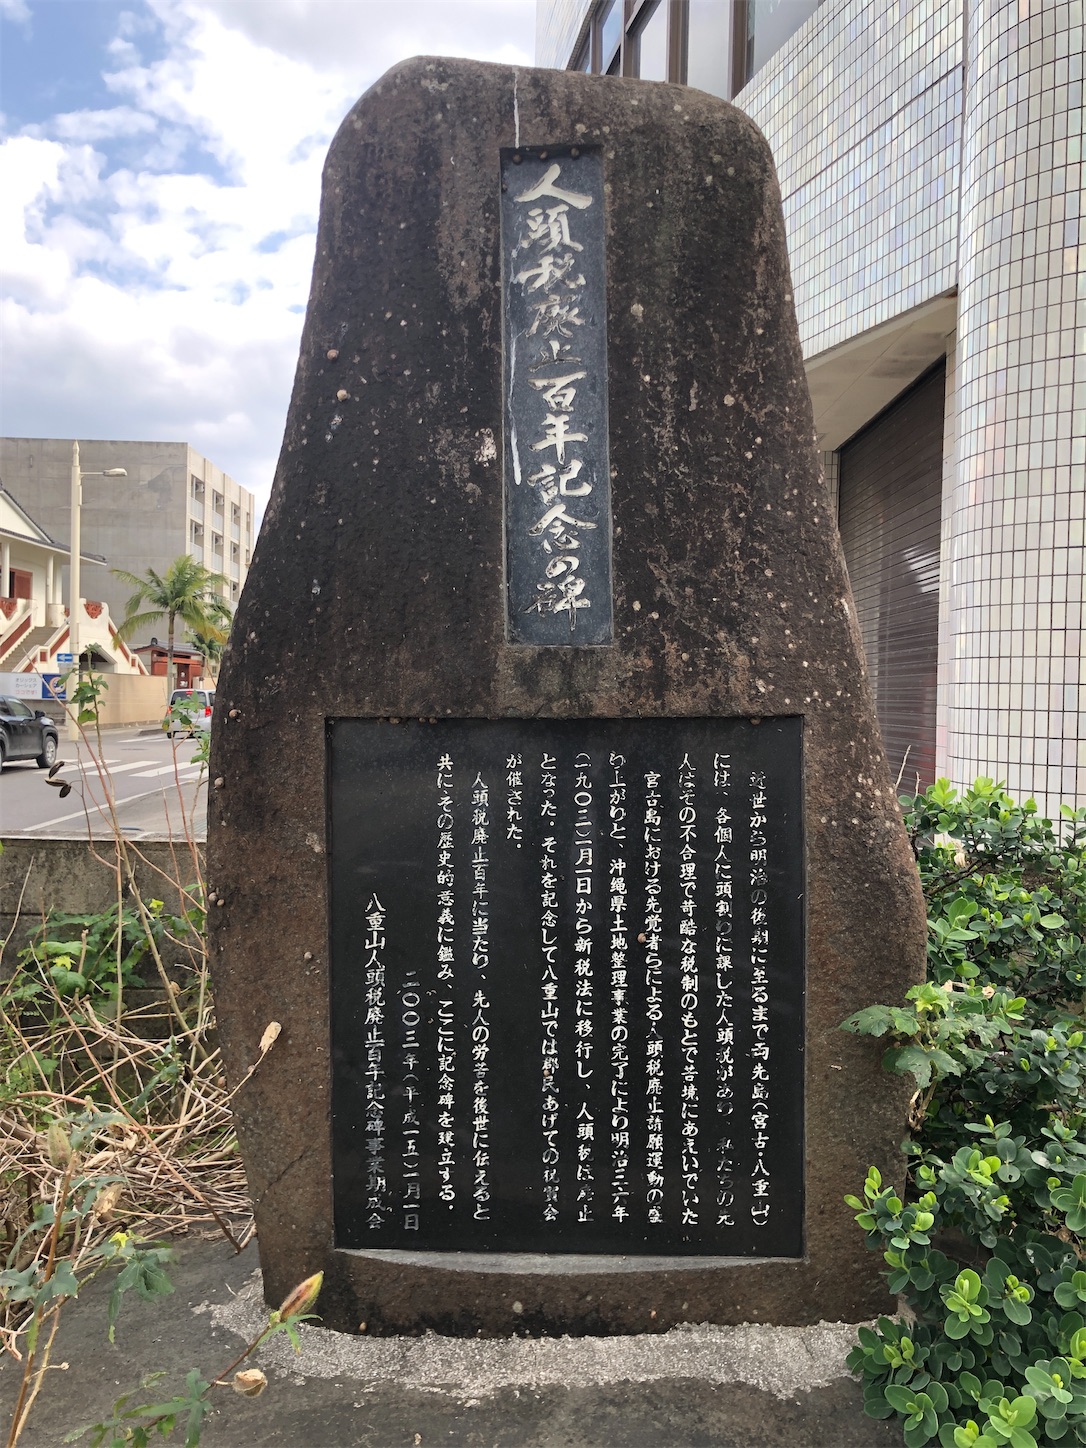 人頭税廃止百年記念の碑
近世から明治の後期に至るまで両先島(宮古・八重山)
には、各個人に頭割りに課した人頭税があり、私たちの先
人はその不合理で苛酷な税制のもとで苦境にあえいでいた。
宮古島における先覚者らによる人頭税廃止請願運動の盛
り上がりと、沖縄県土地整理事業の完了により明治三六年
(一九〇三)一月一日から新税法に移行し、人頭税は廃止
となった。それを記念して八重山では郡民あげての祝賀会
が催された。
人頭税廃止百年に当たり、先人の労苦を後世に伝えると
共に、その歴史的意義に鑑み、ここに記念碑を建立する。
二〇〇三年(平成一五)一月一日
八重山人頭税廃止百年記念碑事業期成会